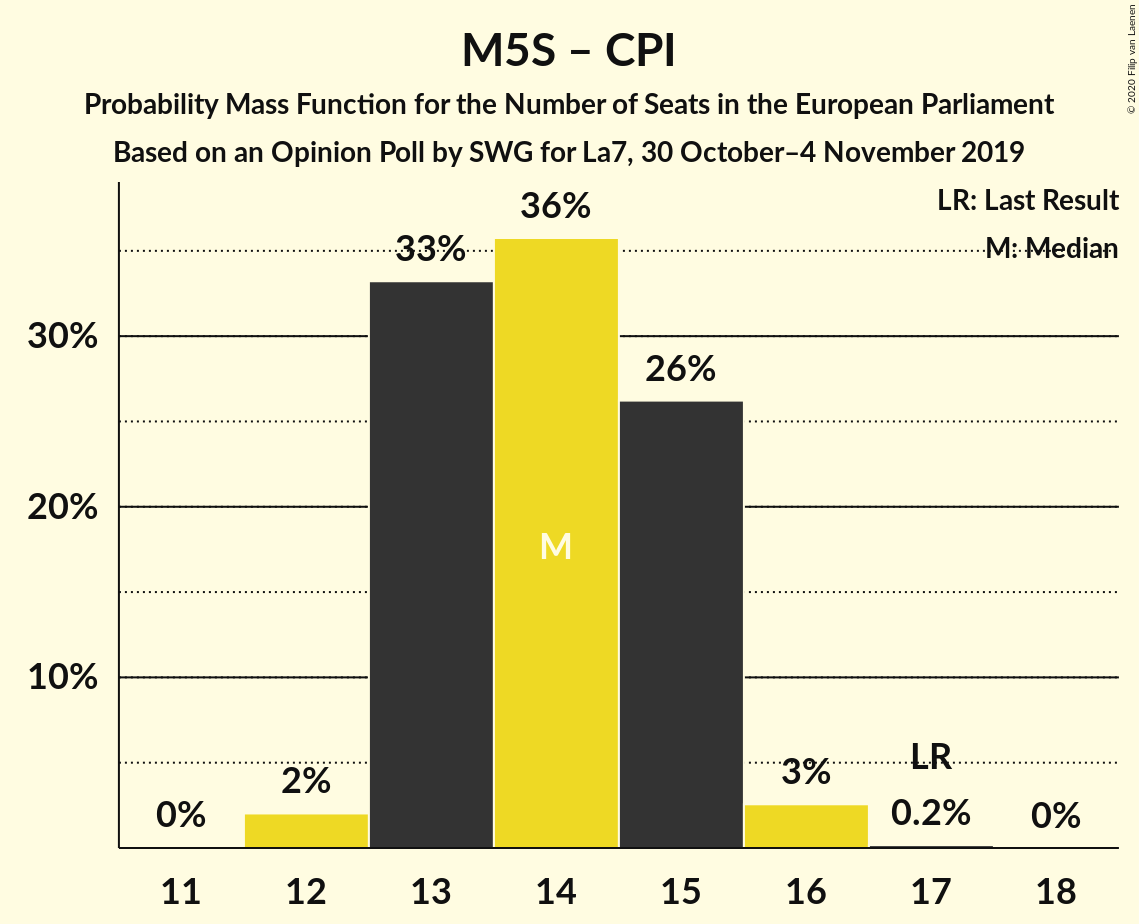 M5S – CPI
Probability Mass Function for the Number of Seats in the European Parliament
Based on an Opinion Poll by SWG for La7, 30 October–4 November 2019
© 2020 Filip van Laenen
LR: Last Result
M: Median
30%
20%
10%
0%
2%
33%
36%
M
26%
3%
LR
0.2%
0%
11 12 13 14 15 16 17 18